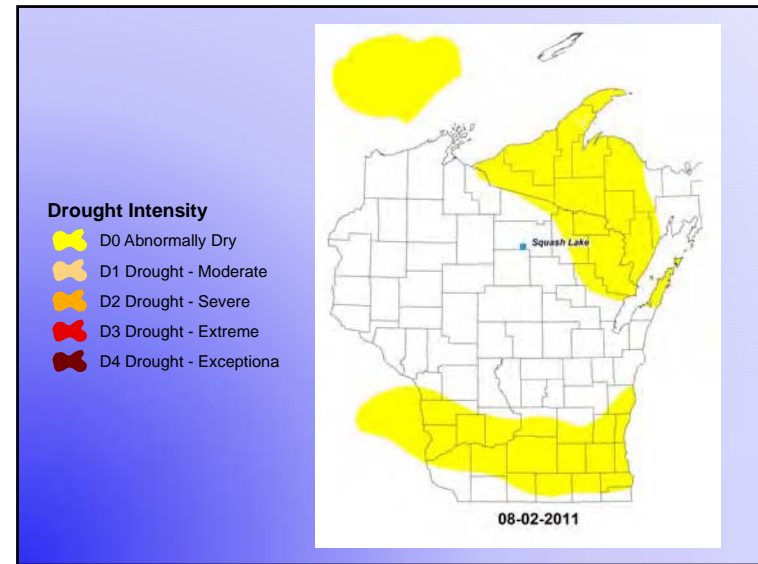 Drought Intensity
D0 Abnormally Dry
D1 Drought - Moderate
D2 Drought - Severe
D3 Drought - Extreme
D4 Drought - Exceptiona
Squash Lake
08-02-2011